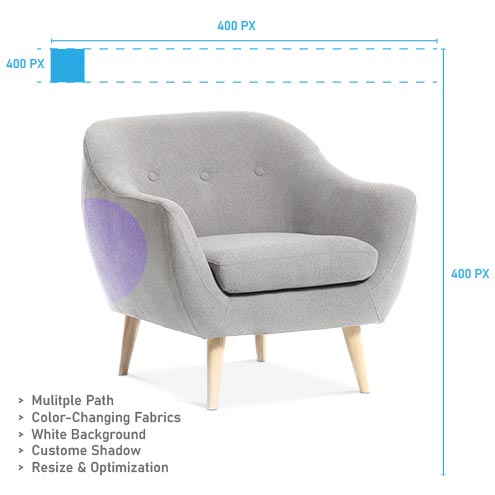 400 PX
400 PX
400 PX
> Mulitple Path
> Color-Changing Fabrics
> White Background
> Custome Shadow
> Resize & Optimization